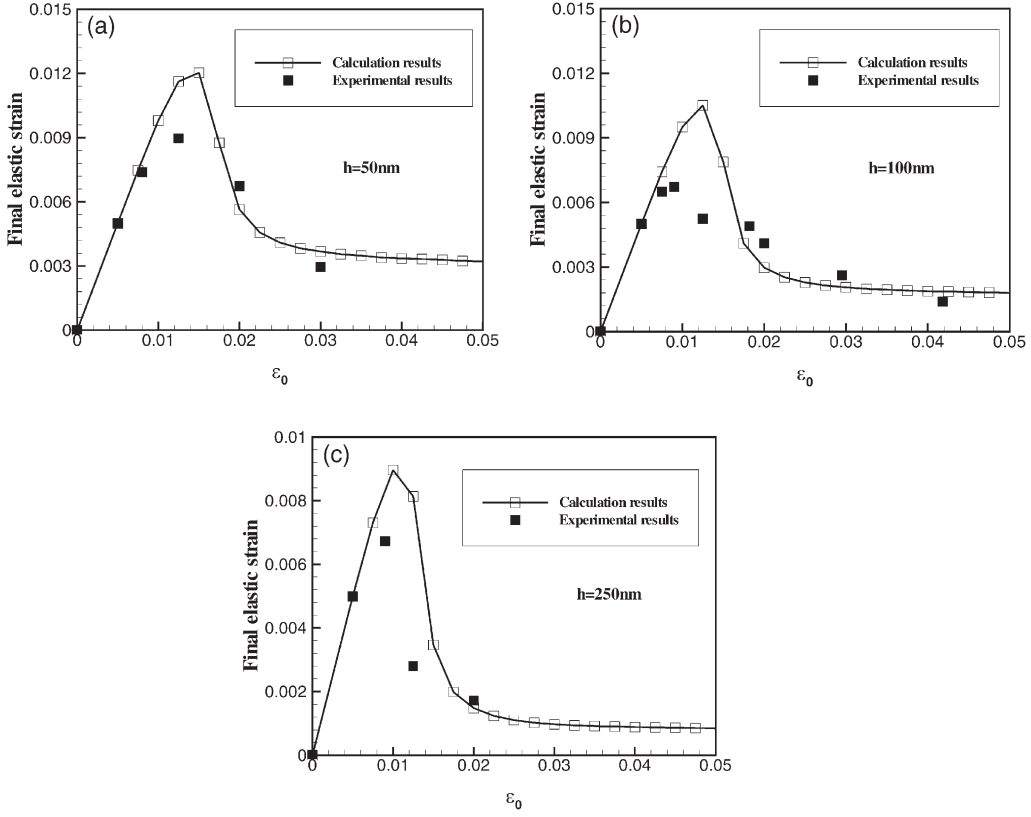 (a)
Calculation results
Experimental results
h=50nm
Final elastic strain
0.015
0.012
0.009
0.006
0.003
0
0 0.01 0.02 0.03 0.04 0.05
ε0
(b)
Calculation results
Experimental results
h=100nm
Final elastic strain
0.015
0.012
0.009
0.006
0.003
0
0 0.01 0.02 0.03 0.04 0.05
ε0
(c)
Calculation results
Experimental results
h=250nm
Final elastic strain
0.01
0.008
0.006
0.004
0.002
0
0 0.01 0.02 0.03 0.04 0.05
ε0